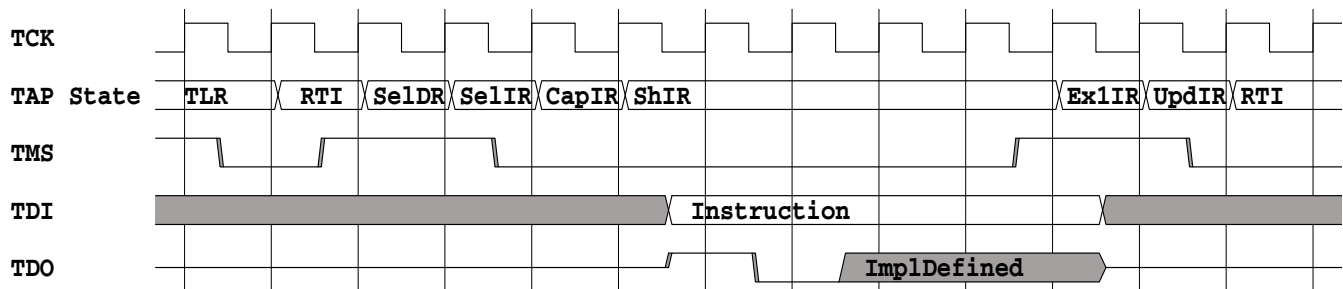 TCK
TAP State TLR RTI SelDR SelIR CapIR ShIR Ex1IR UpdIR RTI
TMS
TDI Instruction
TDO ImplDefined